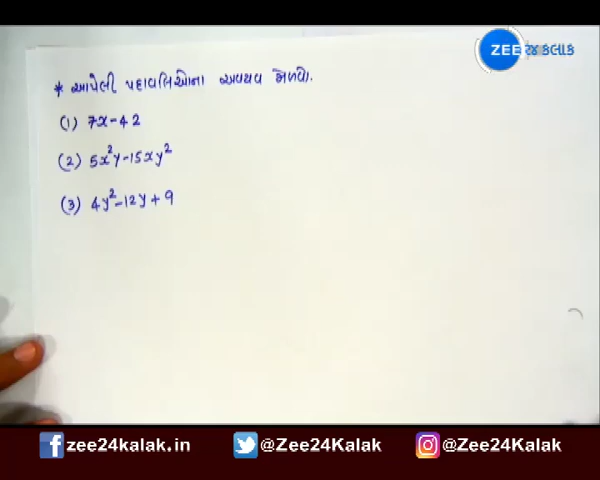 ZEE ૨૪ કલાક
* આપેલી પદાવલિઓના અવયવ મેળવો.
(1) 7x-42
(2) 5x²y-15xy²
(3) 4y²-12y+9
zee24kalak.in @Zee24Kalak @Zee24Kalak